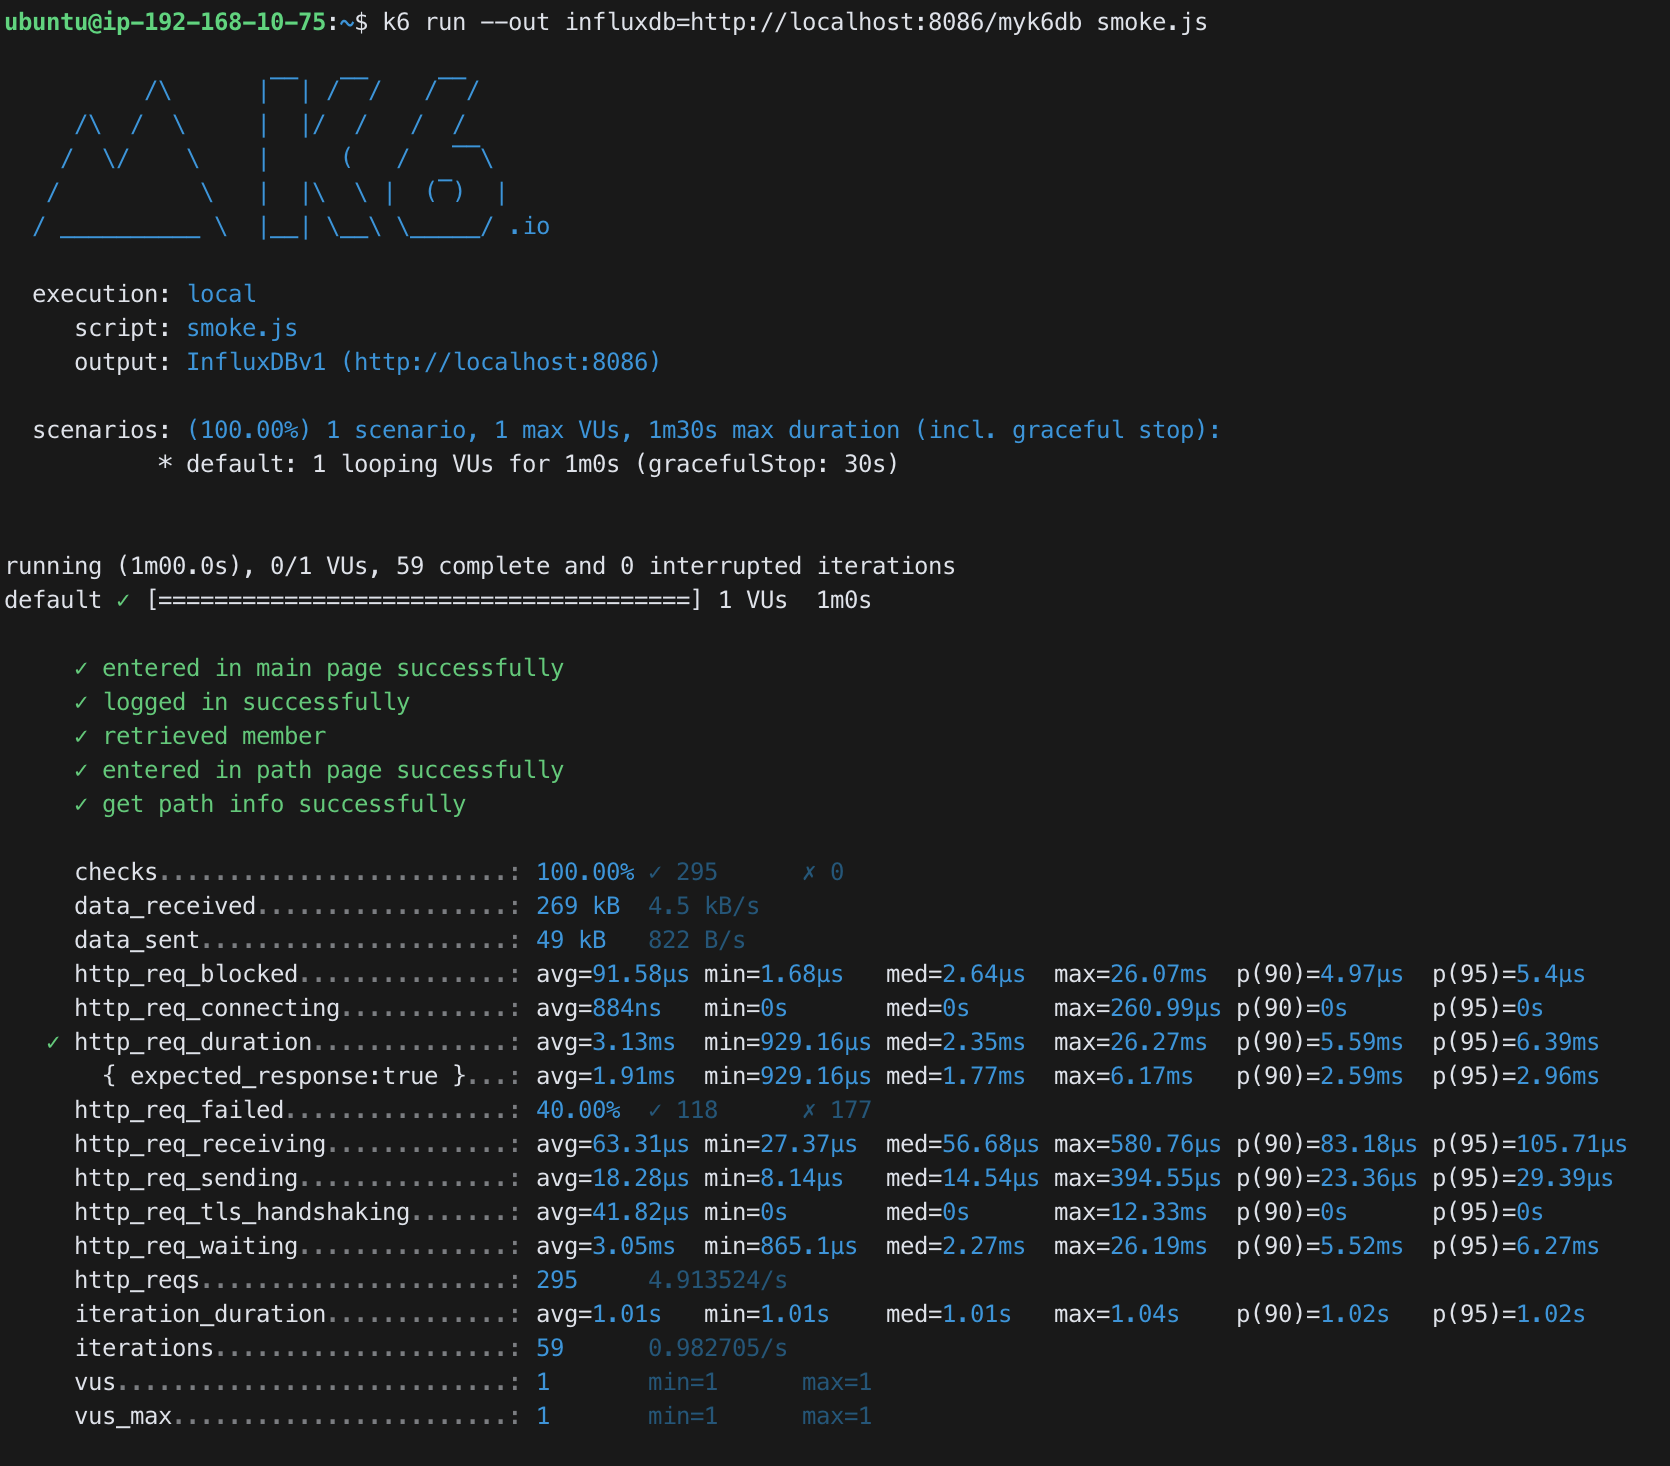 ubuntu@ip-192-168-10-75:~$ k6 run --out influxdb=http://localhost:8086/myk6db smoke.js
          /\      |‾‾| /‾‾/   /‾‾/
     /\  /  \     |  |/  /   /  /
    /  \/    \    |     (   /   ‾‾\
   /          \   |  |\  \ |  (‾)  |
  / __________ \  |__| \__\ \_____/ .io
execution: local
script: smoke.js
output: InfluxDBv1 (http://localhost:8086)
scenarios: (100.00%) 1 scenario, 1 max VUs, 1m30s max duration (incl. graceful stop):
* default: 1 looping VUs for 1m0s (gracefulStop: 30s)
running (1m00.0s), 0/1 VUs, 59 complete and 0 interrupted iterations
default ✓ [======================================] 1 VUs  1m0s
✓ entered in main page successfully
✓ logged in successfully
✓ retrieved member
✓ entered in path page successfully
✓ get path info successfully
checks.........................: 100.00% ✓ 295      ✗ 0
data_received..................: 269 kB  4.5 kB/s
data_sent......................: 49 kB   822 B/s
http_req_blocked...............: avg=91.58µs min=1.68µs   med=2.64µs  max=26.07ms  p(90)=4.97µs  p(95)=5.4µs
http_req_connecting............: avg=884ns   min=0s       med=0s      max=260.99µs p(90)=0s      p(95)=0s
✓ http_req_duration..............: avg=3.13ms  min=929.16µs med=2.35ms  max=26.27ms  p(90)=5.59ms  p(95)=6.39ms
{ expected_response:true }...: avg=1.91ms  min=929.16µs med=1.77ms  max=6.17ms   p(90)=2.59ms  p(95)=2.96ms
http_req_failed................: 40.00%  ✓ 118      ✗ 177
http_req_receiving.............: avg=63.31µs min=27.37µs  med=56.68µs max=580.76µs p(90)=83.18µs p(95)=105.71µs
http_req_sending...............: avg=18.28µs min=8.14µs   med=14.54µs max=394.55µs p(90)=23.36µs p(95)=29.39µs
http_req_tls_handshaking.......: avg=41.82µs min=0s       med=0s      max=12.33ms  p(90)=0s      p(95)=0s
http_req_waiting...............: avg=3.05ms  min=865.1µs  med=2.27ms  max=26.19ms  p(90)=5.52ms  p(95)=6.27ms
http_reqs......................: 295     4.913524/s
iteration_duration.............: avg=1.01s   min=1.01s    med=1.01s   max=1.04s    p(90)=1.02s   p(95)=1.02s
iterations.....................: 59      0.982705/s
vus............................: 1       min=1      max=1
vus_max........................: 1       min=1      max=1